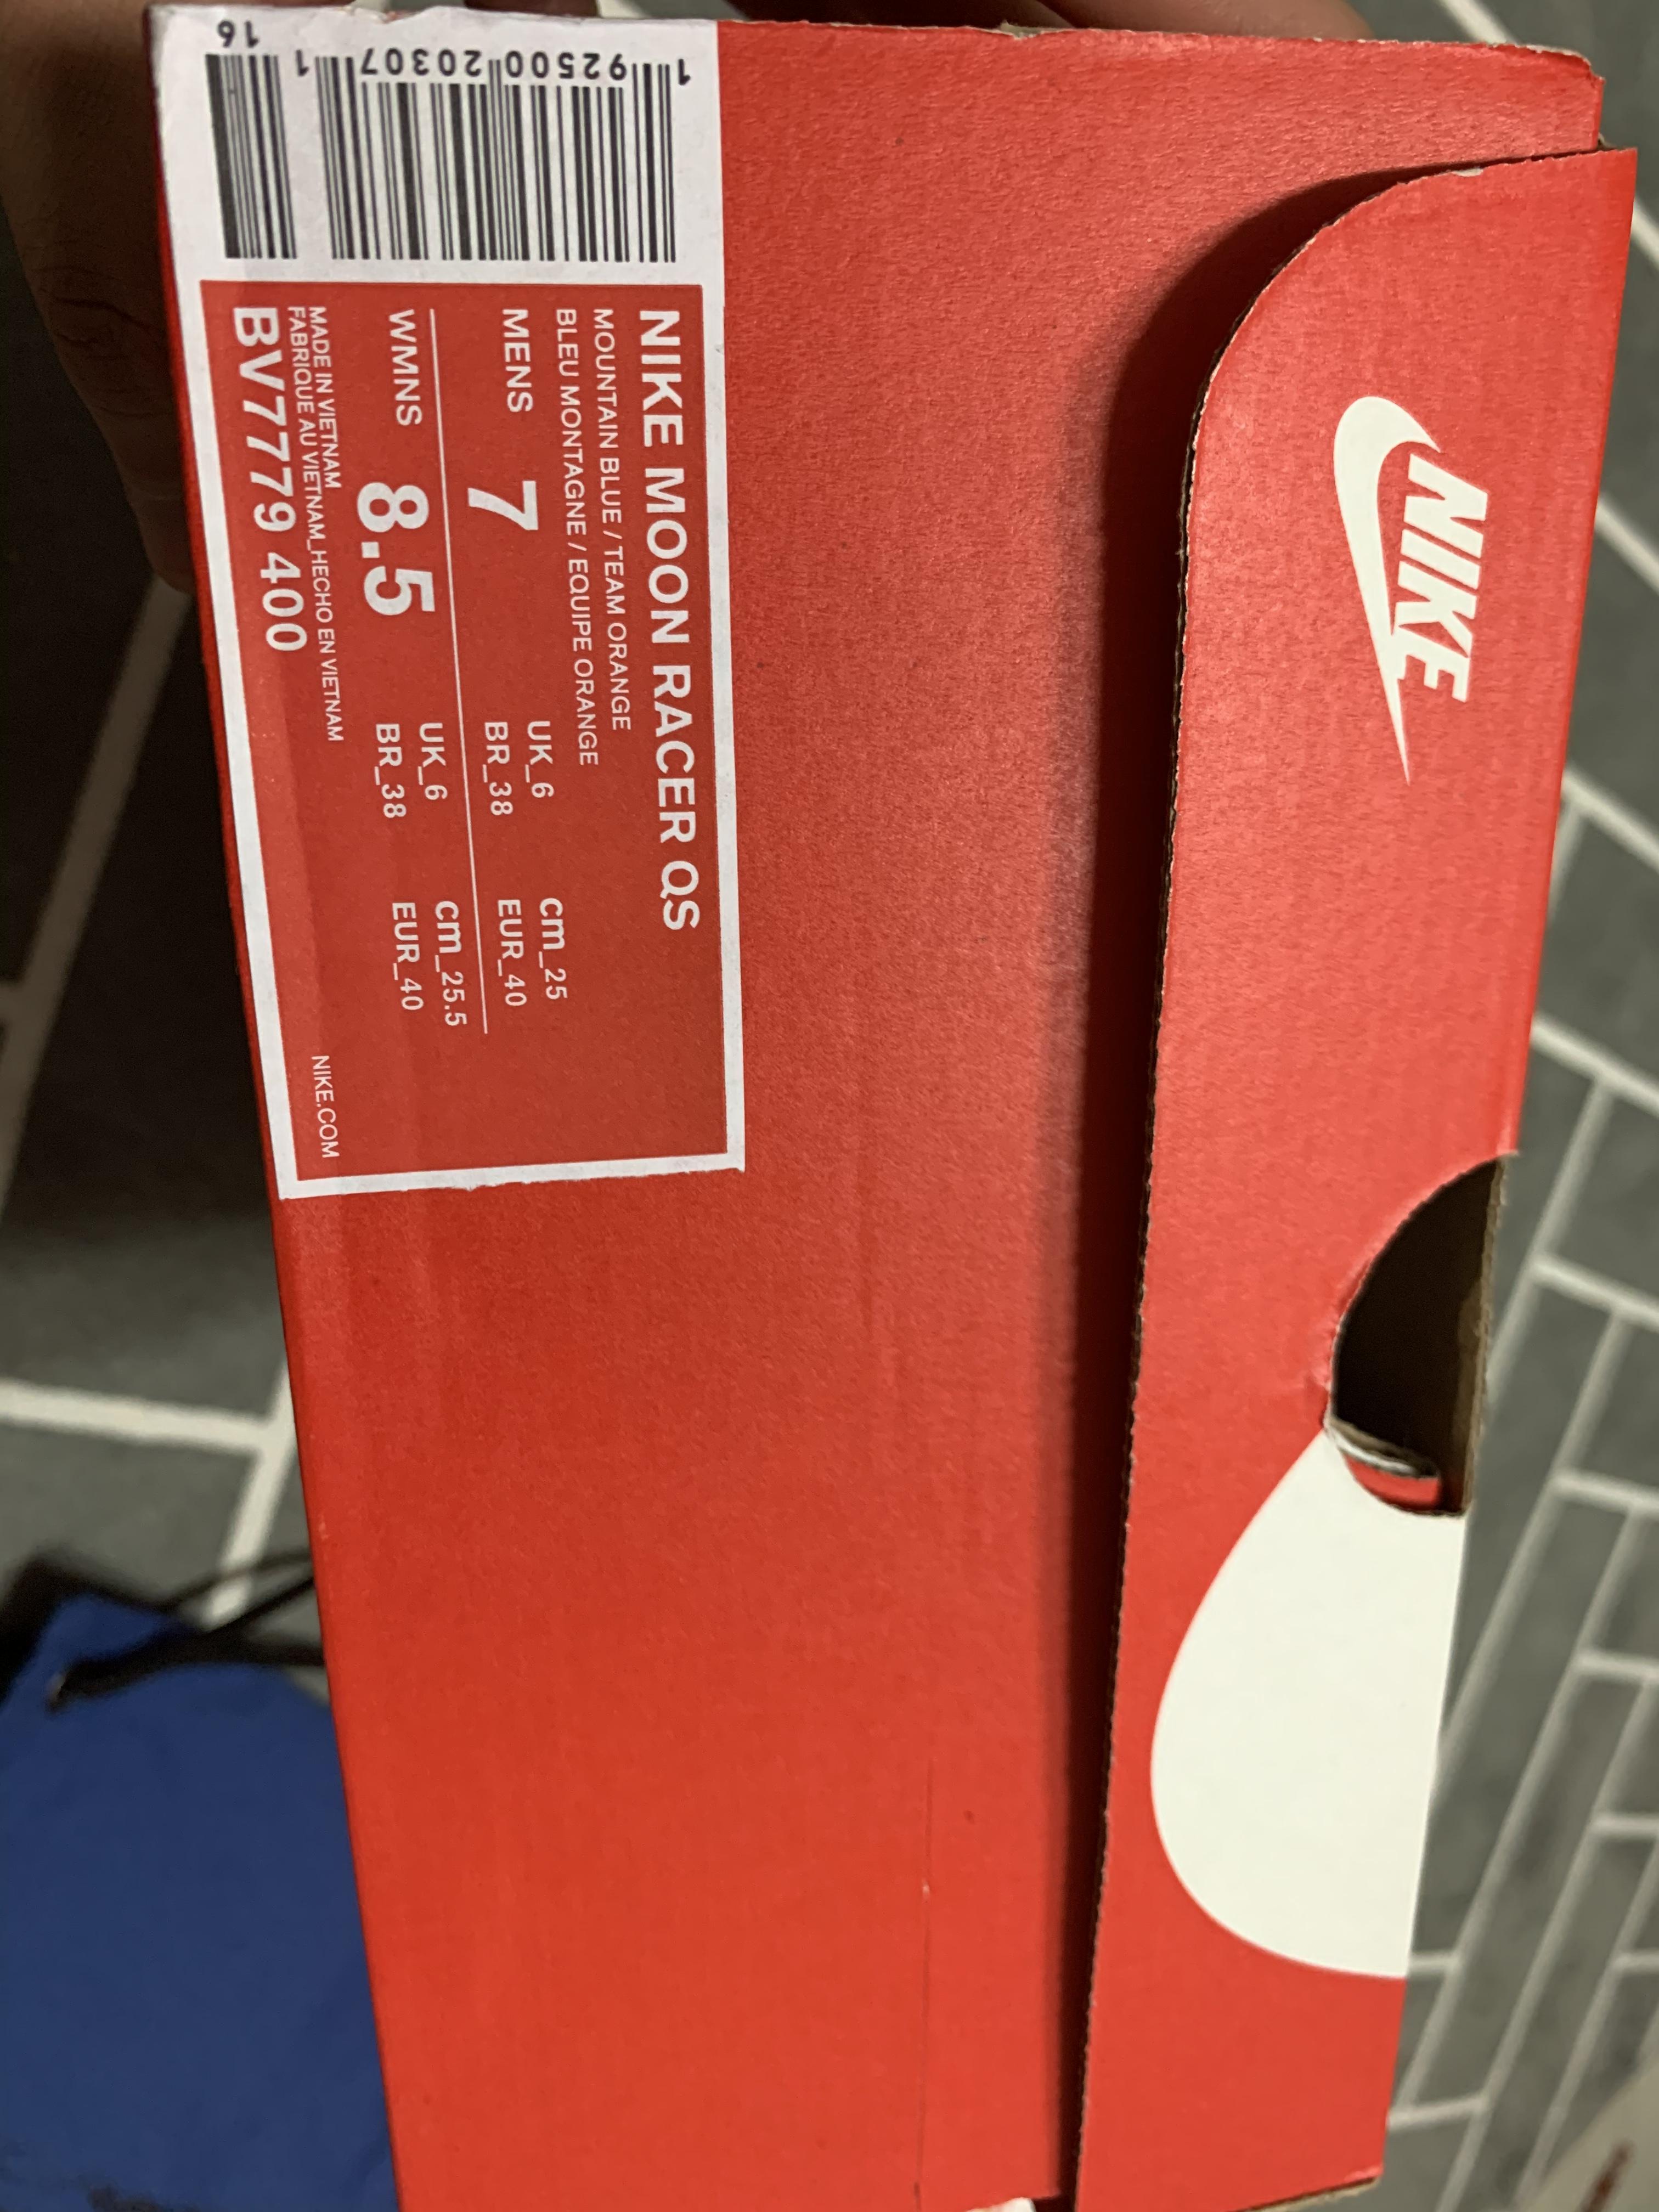 NIKE
NIKE MOON RACER QS
MOUNTAIN BLUE / TEAM ORANGE
BLEU MONTAGNE / EQUIPE ORANGE
MENS 7 UK_6 cm_25
BR_38 EUR_40
WMNS 8.5 UK_6 cm_25.5
BR_38 EUR_40
MADE IN VIETNAM
FABRIQUE AU VIETNAM_HECHO EN VIETNAM
BV7779 400
NIKE.COM
1 92500 20307 1 16